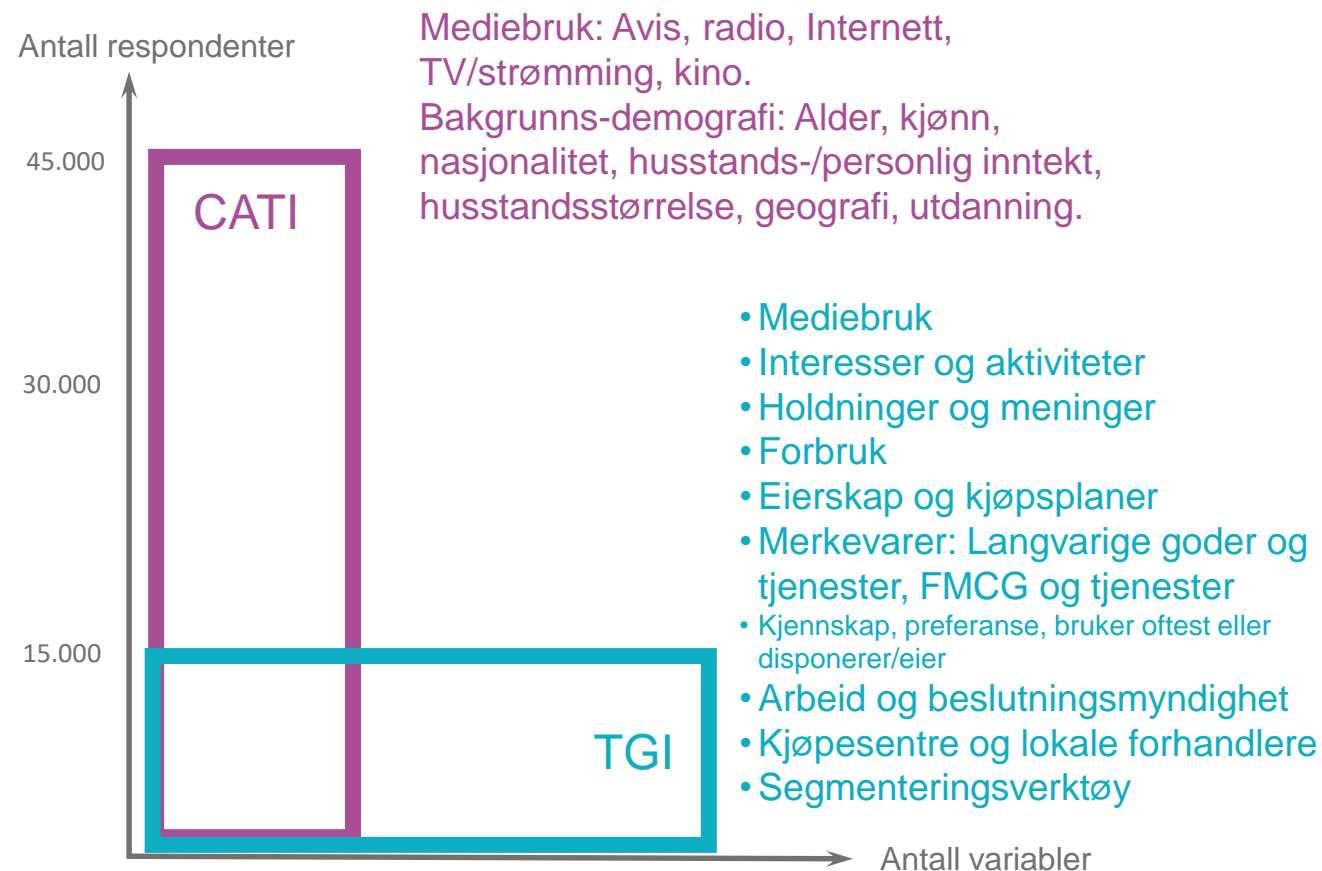 Mediebruk: Avis, radio, Internett,
TV/strømming, kino.
Bakgrunns-demografi: Alder, kjønn,
nasjonalitet, husstands-/personlig inntekt,
husstandsstørrelse, geografi, utdanning.
Antall respondenter
45.000
CATI
30.000
15.000
TGI
• Mediebruk
• Interesser og aktiviteter
• Holdninger og meninger
• Forbruk
• Eierskap og kjøpsplaner
• Merkevarer: Langvarige goder og
tjenester, FMCG og tjenester
• Kjennskap, preferanse, bruker oftest eller
disponerer/eier
• Arbeid og beslutningsmyndighet
• Kjøpesentre og lokale forhandlere
• Segmenteringsverktøy
Antall variabler